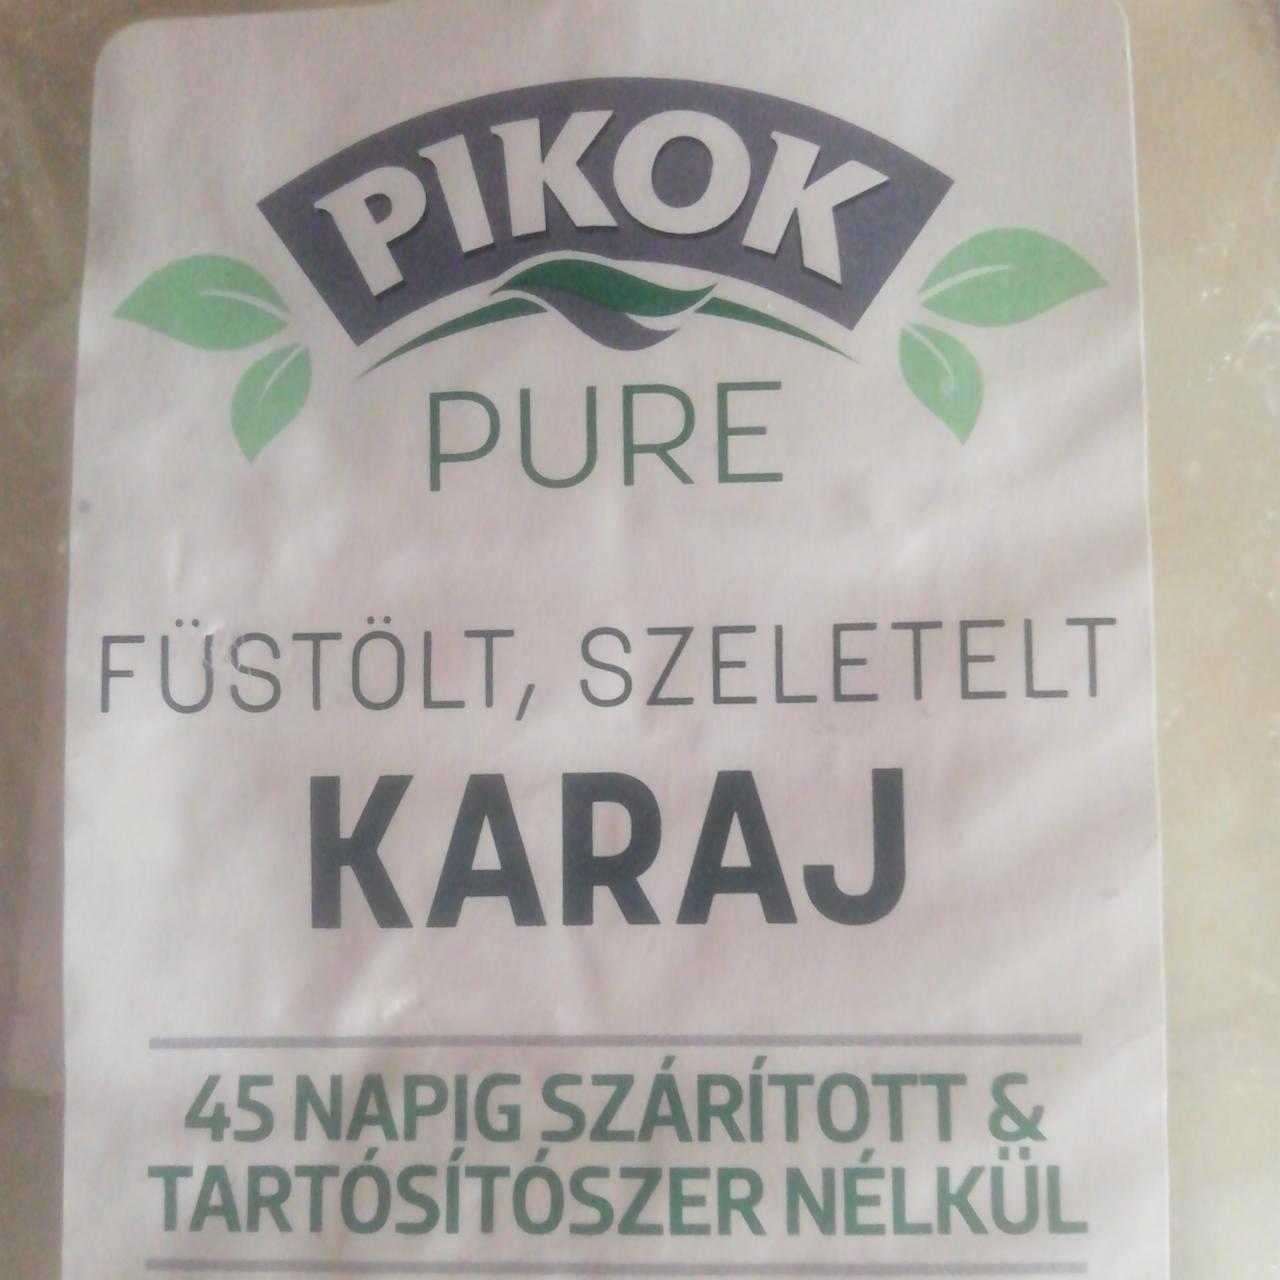 PIKOK
PURE
FÜSTÖLT, SZELETELT
KARAJ
45 NAPIG SZÁRÍTOTT &
TARTÓSÍTÓSZER NÉLKÜL